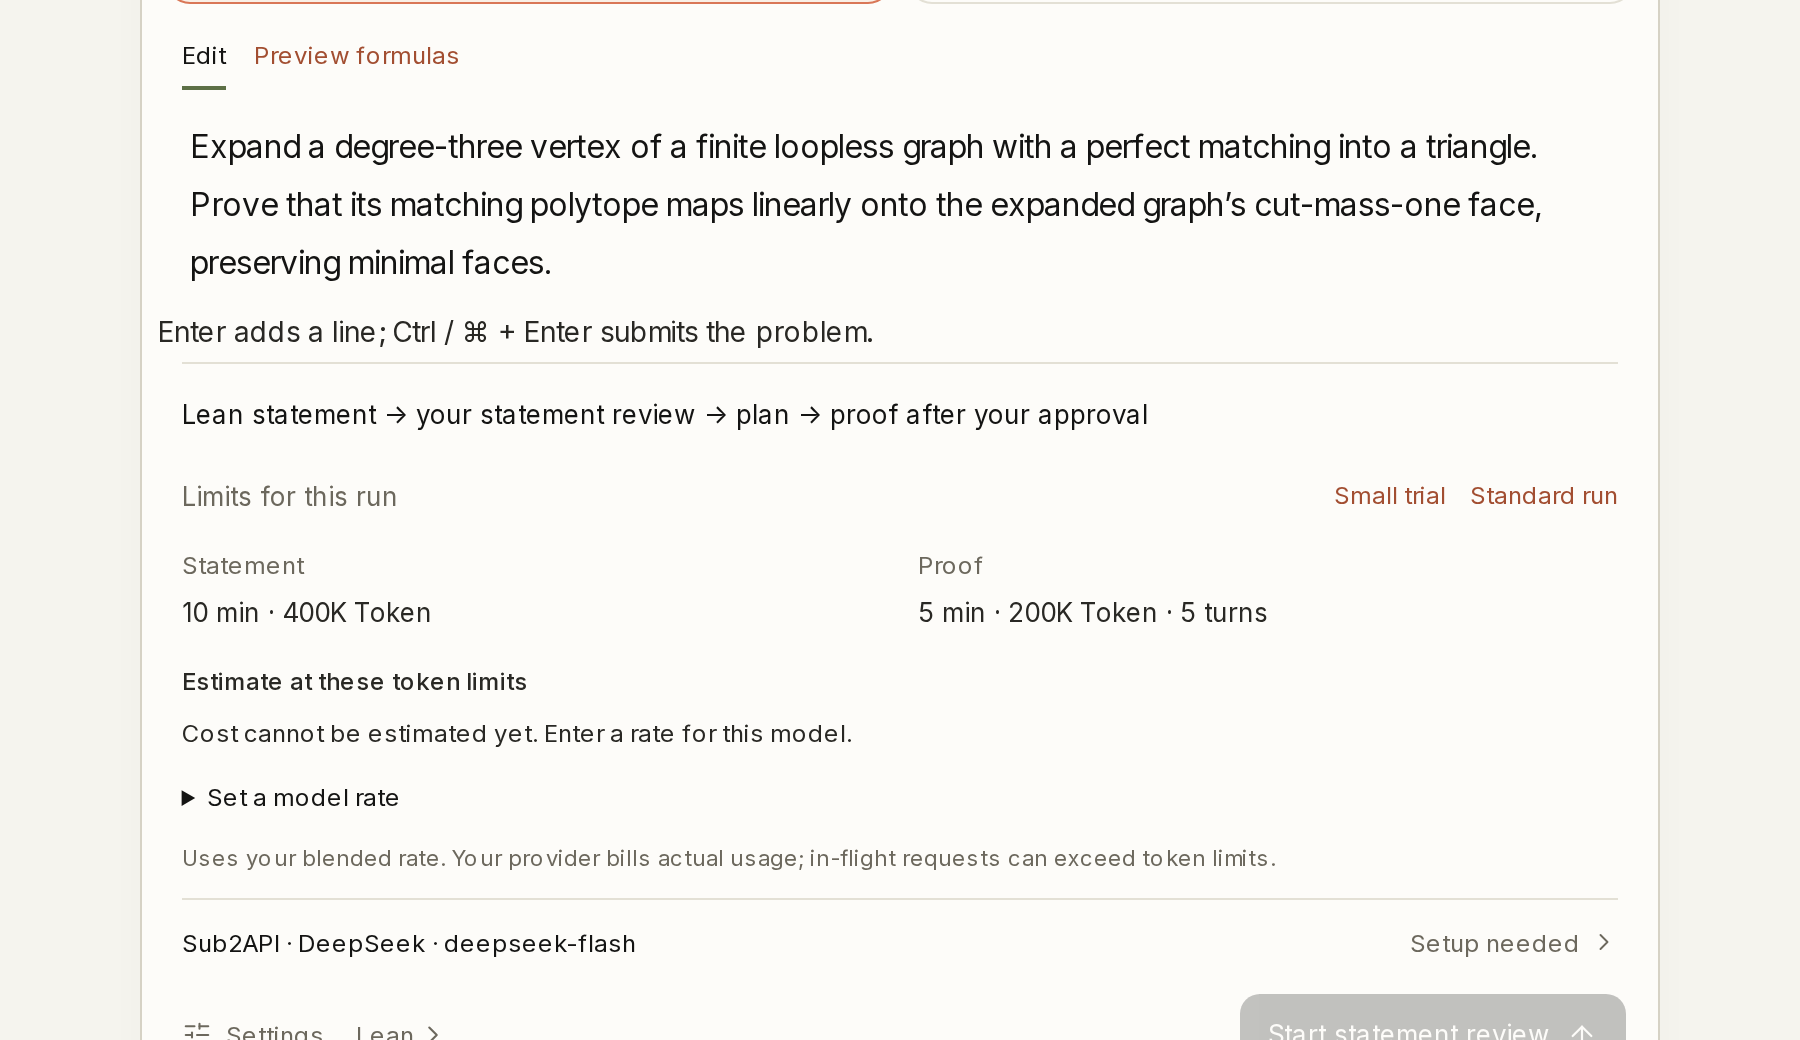 Edit Preview formulas
Expand a degree-three vertex of a finite loopless graph with a perfect matching into a triangle.
Prove that its matching polytope maps linearly onto the expanded graph’s cut-mass-one face,
preserving minimal faces.
Enter adds a line; Ctrl / ⌘ + Enter submits the problem.
Lean statement → your statement review → plan → proof after your approval
Limits for this run Small trial Standard run
Statement Proof
10 min · 400K Token 5 min · 200K Token · 5 turns
Estimate at these token limits
Cost cannot be estimated yet. Enter a rate for this model.
▶ Set a model rate
Uses your blended rate. Your provider bills actual usage; in-flight requests can exceed token limits.
Sub2API · DeepSeek · deepseek-flash Setup needed
Settings Lean Start statement review